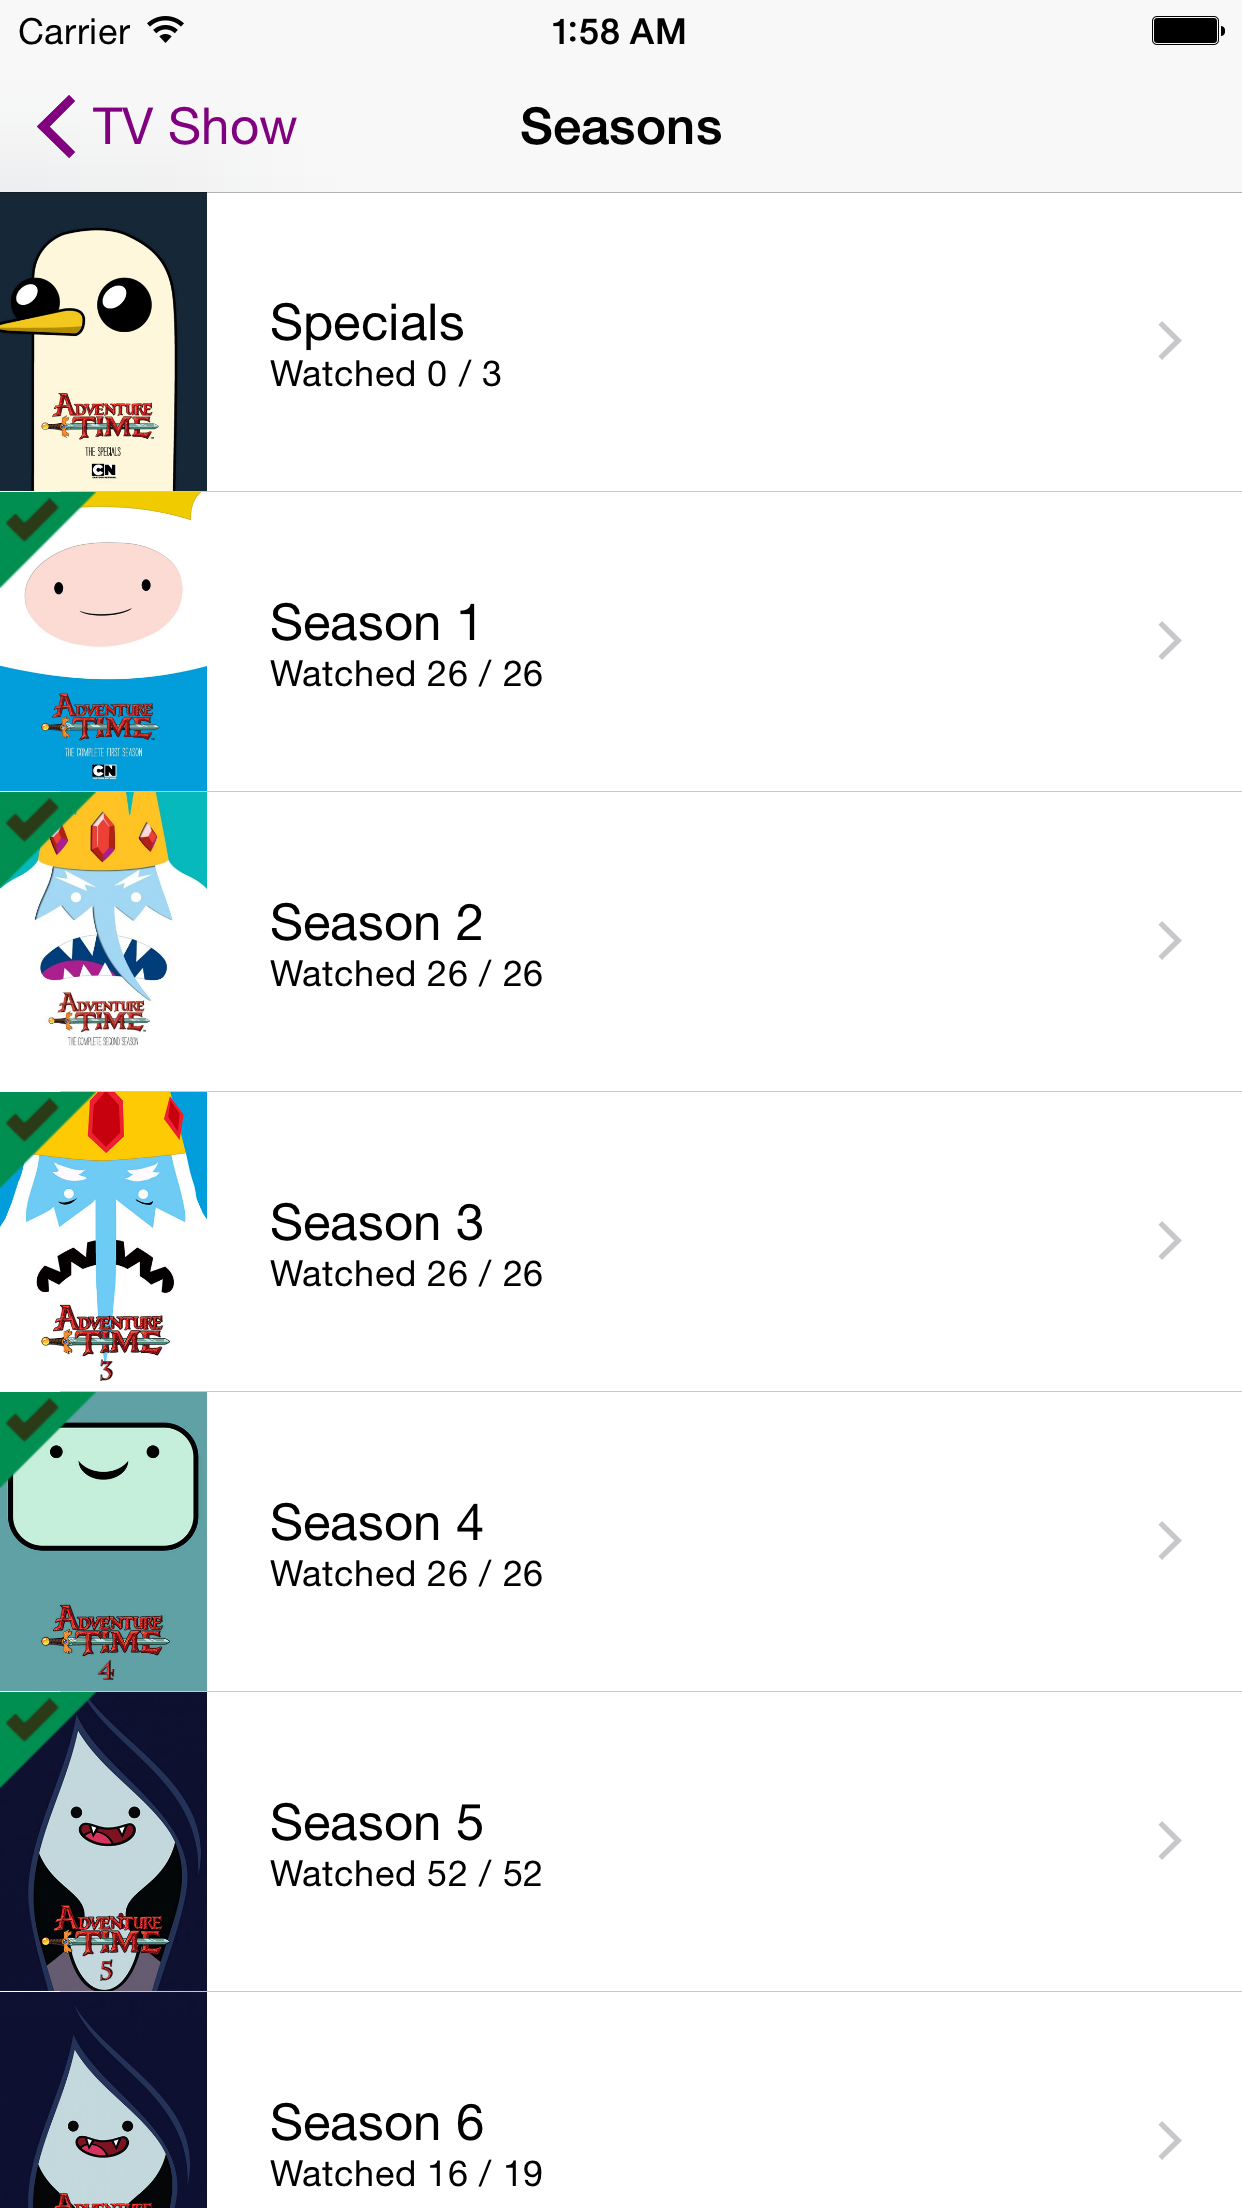 Carrier 1:58 AM
TV Show Seasons
ADVENTURE
TIME
THE SPECIALS
CN
Specials
Watched 0 / 3
ADVENTURE
TIME
THE COMPLETE FIRST SEASON
CN
Season 1
Watched 26 / 26
ADVENTURE
TIME
THE COMPLETE SECOND SEASON
Season 2
Watched 26 / 26
ADVENTURE
TIME
3
Season 3
Watched 26 / 26
ADVENTURE
TIME
4
Season 4
Watched 26 / 26
ADVENTURE
TIME
5
Season 5
Watched 52 / 52
Season 6
Watched 16 / 19